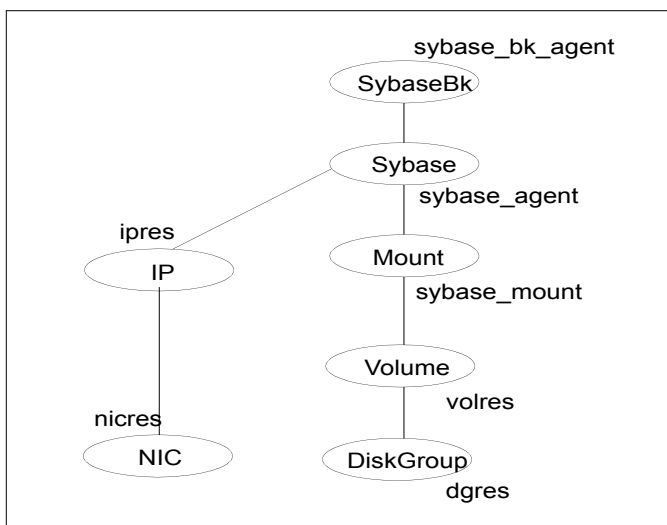 sybase_bk_agent
SybaseBk
Sybase
sybase_agent
ipres
IP
Mount
sybase_mount
Volume
volres
nicres
NIC
DiskGroup
dgres